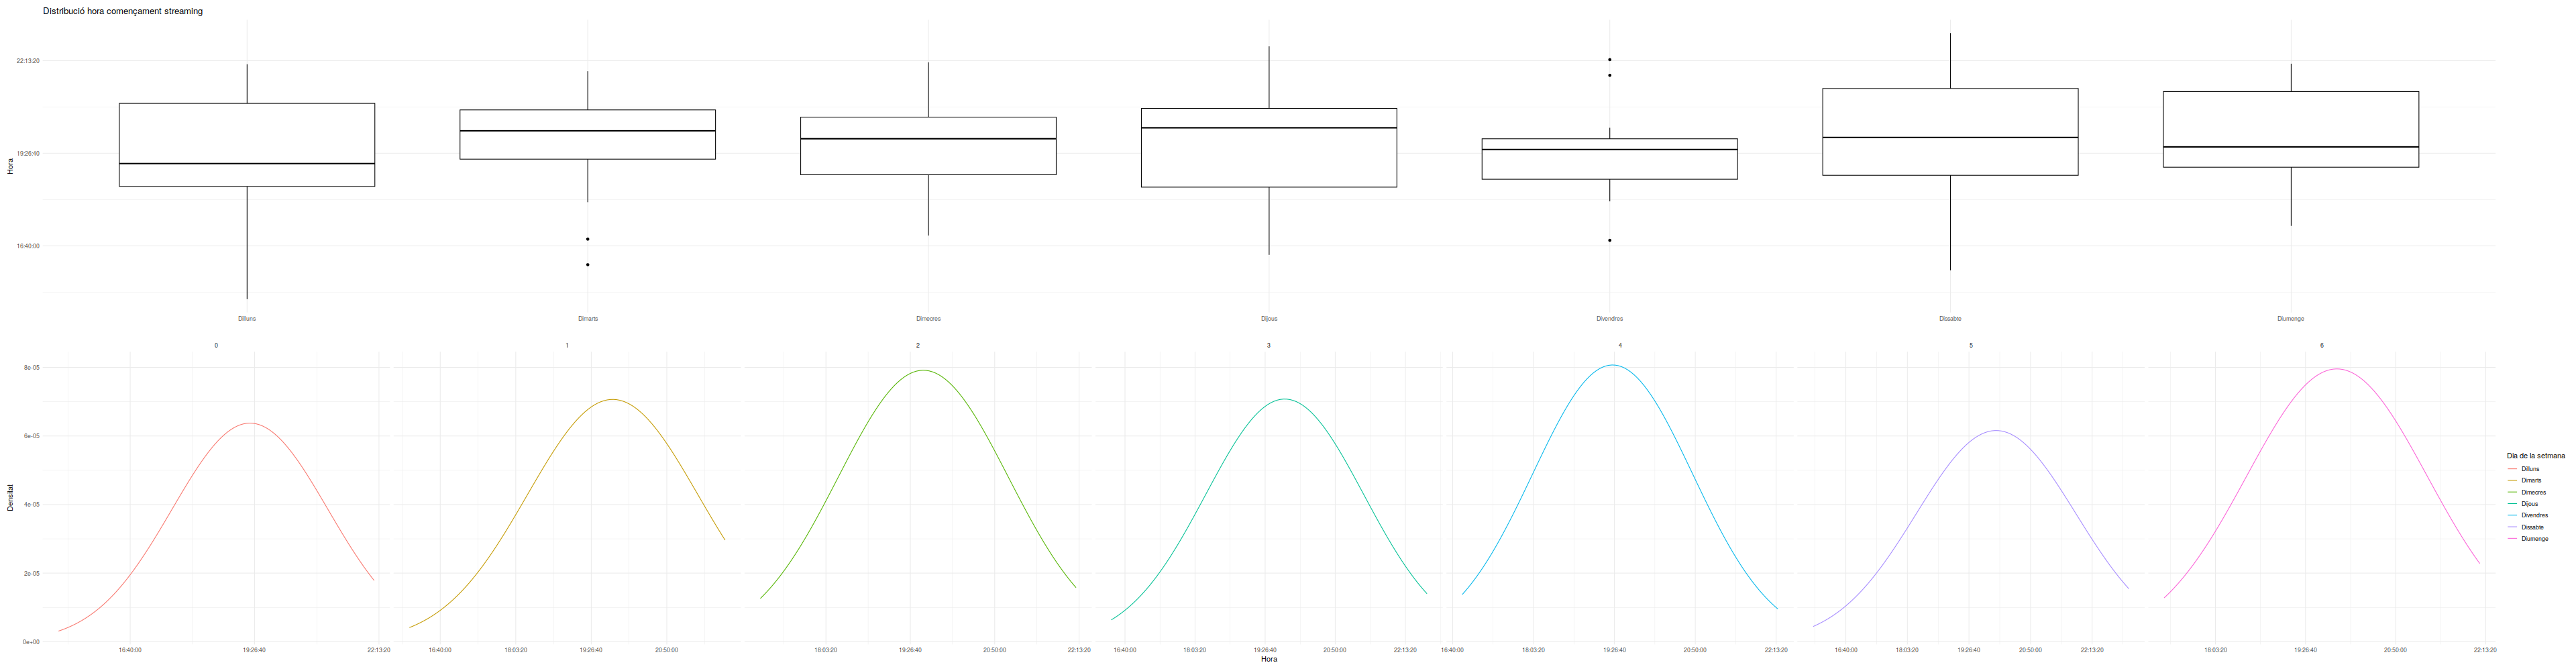 Distribució hora començament streaming
Hora
22:13:20
19:26:40
16:40:00
Dilluns Dimarts Dimecres Dijous Divendres Dissabte Diumenge
0 1 2 3 4 5 6
Densitat
8e-05
6e-05
4e-05
2e-05
0e+00
16:40:00 19:26:40 22:13:20 16:40:00 18:03:20 19:26:40 20:50:00 18:03:20 19:26:40 20:50:00 22:13:20 16:40:00 18:03:20 19:26:40 20:50:00 22:13:20 16:40:00 18:03:20 19:26:40 20:50:00 22:13:20 16:40:00 18:03:20 19:26:40 20:50:00 22:13:20 18:03:20 19:26:40 20:50:00 22:13:20
Hora
Dia de la setmana
Dilluns
Dimarts
Dimecres
Dijous
Divendres
Dissabte
Diumenge